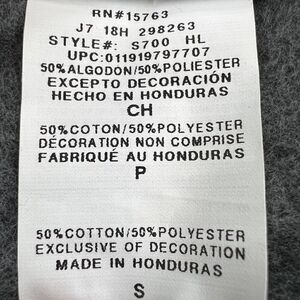 RN#15763
J7 18H 298263
STYLE#: S700 HL
UPC:011919797707
50%ALGODON/50%POLIESTER
EXCEPTO DECORACIÓN
HECHO EN HONDURAS
CH
50%COTON/50%POLYESTER
DÉCORATION NON COMPRISE
FABRIQUÉ AU HONDURAS
P
50%COTTON/50%POLYESTER
EXCLUSIVE OF DECORATION
MADE IN HONDURAS
S